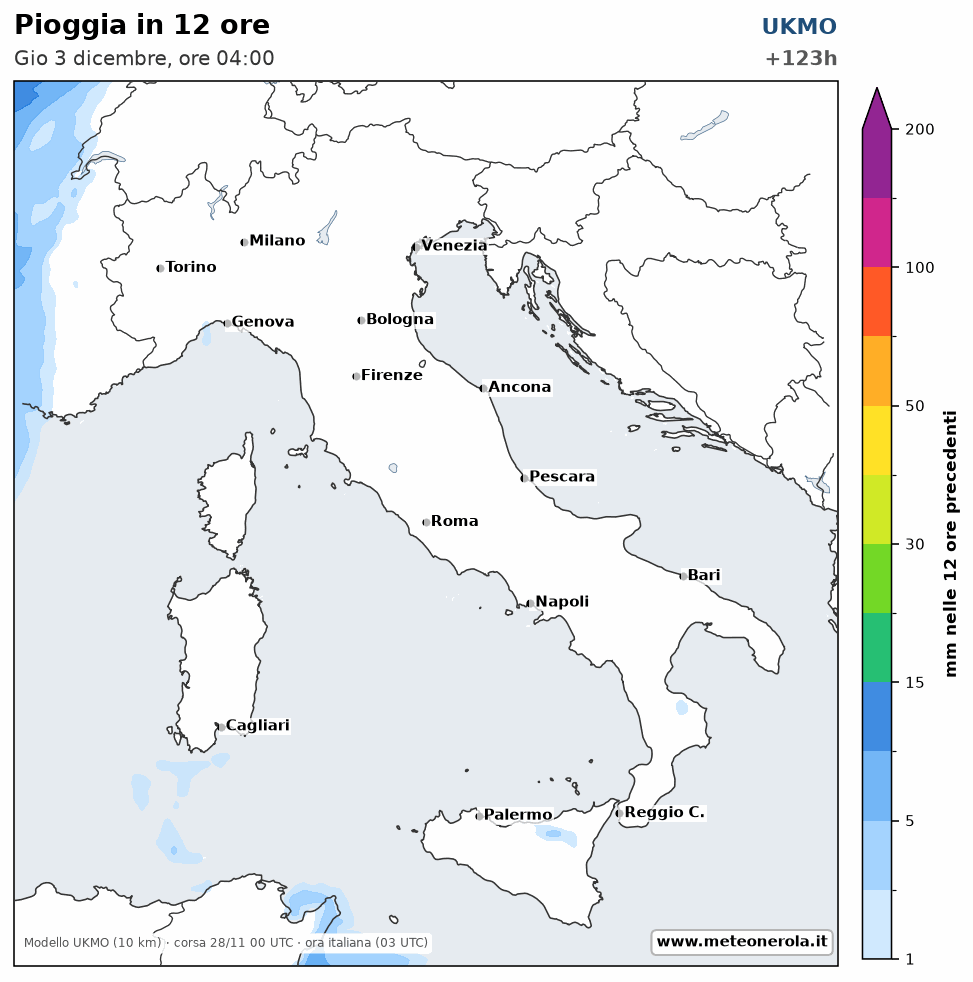 Pioggia in 12 ore
UKMO
Gio 3 dicembre, ore 04:00
+123h
200
100
50
30
15
5
1
mm nelle 12 ore precedenti
Milano
Venezia
Torino
Genova
Bologna
Firenze
Ancona
Pescara
Roma
Bari
Napoli
Cagliari
Palermo
Reggio C.
Modello UKMO (10 km) · corsa 28/11 00 UTC · ora italiana (03 UTC)
www.meteonerola.it